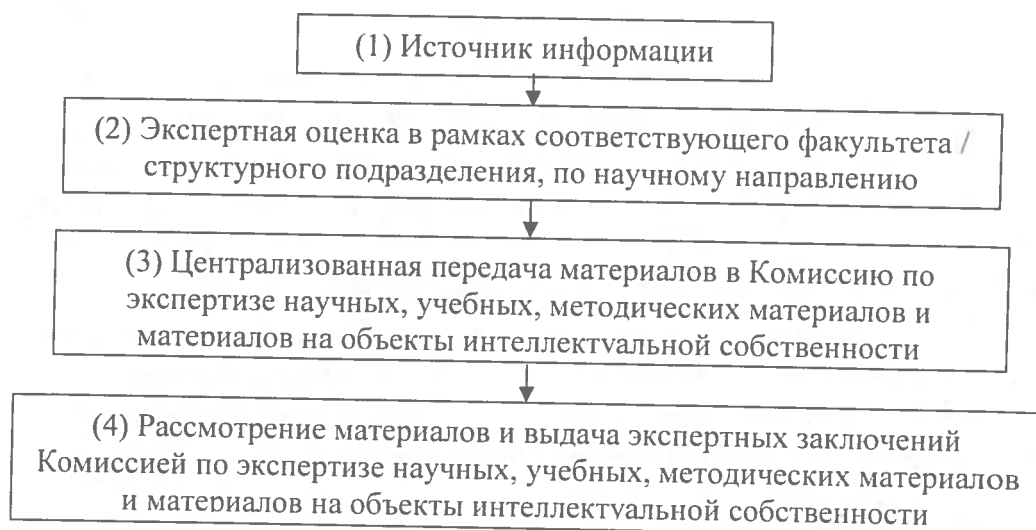 (1) Источник информации
(2) Экспертная оценка в рамках соответствующего факультета /
структурного подразделения, по научному направлению
(3) Централизованная передача материалов в Комиссию по
экспертизе научных, учебных, методических материалов и
материалов на объекты интеллектуальной собственности
(4) Рассмотрение материалов и выдача экспертных заключений
Комиссией по экспертизе научных, учебных, методических материалов
и материалов на объекты интеллектуальной собственности